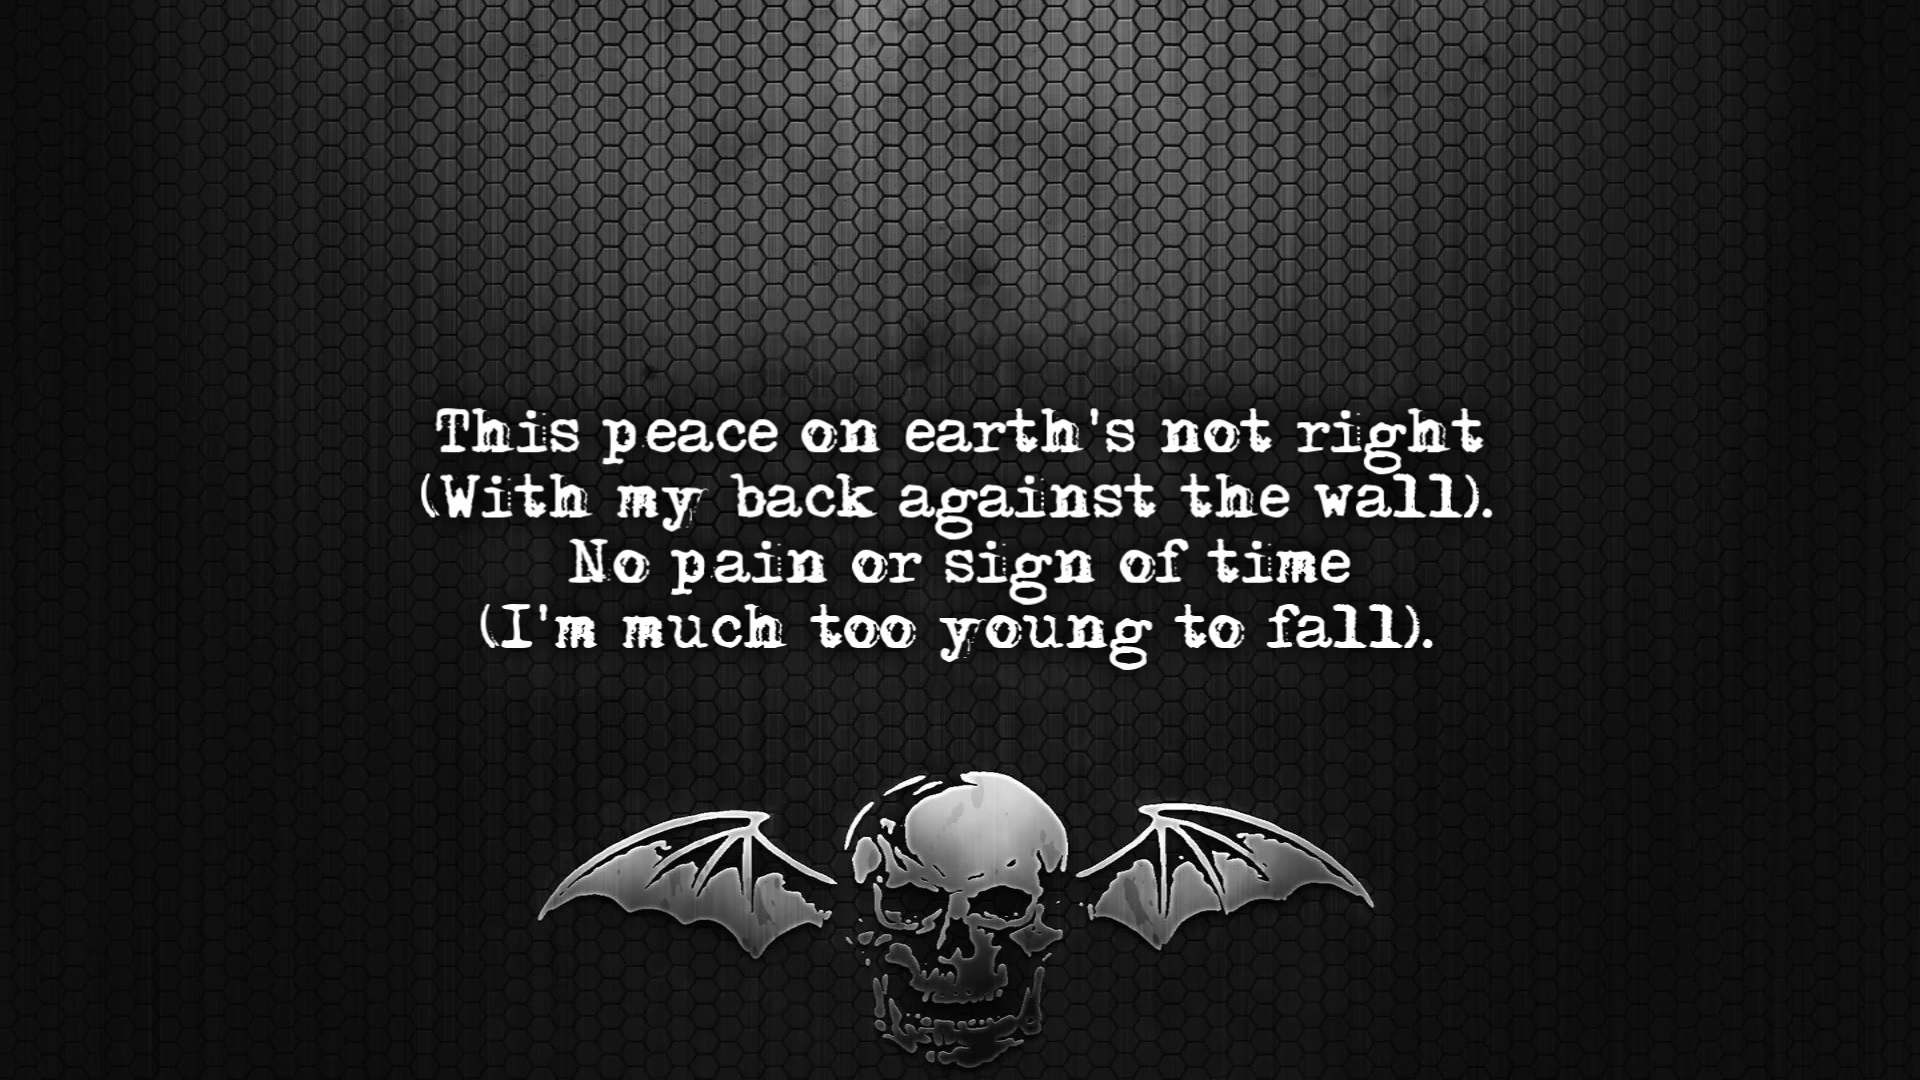 This peace on earth's not right
(With my back against the wall).
No pain or sign of time
(I'm much too young to fall).